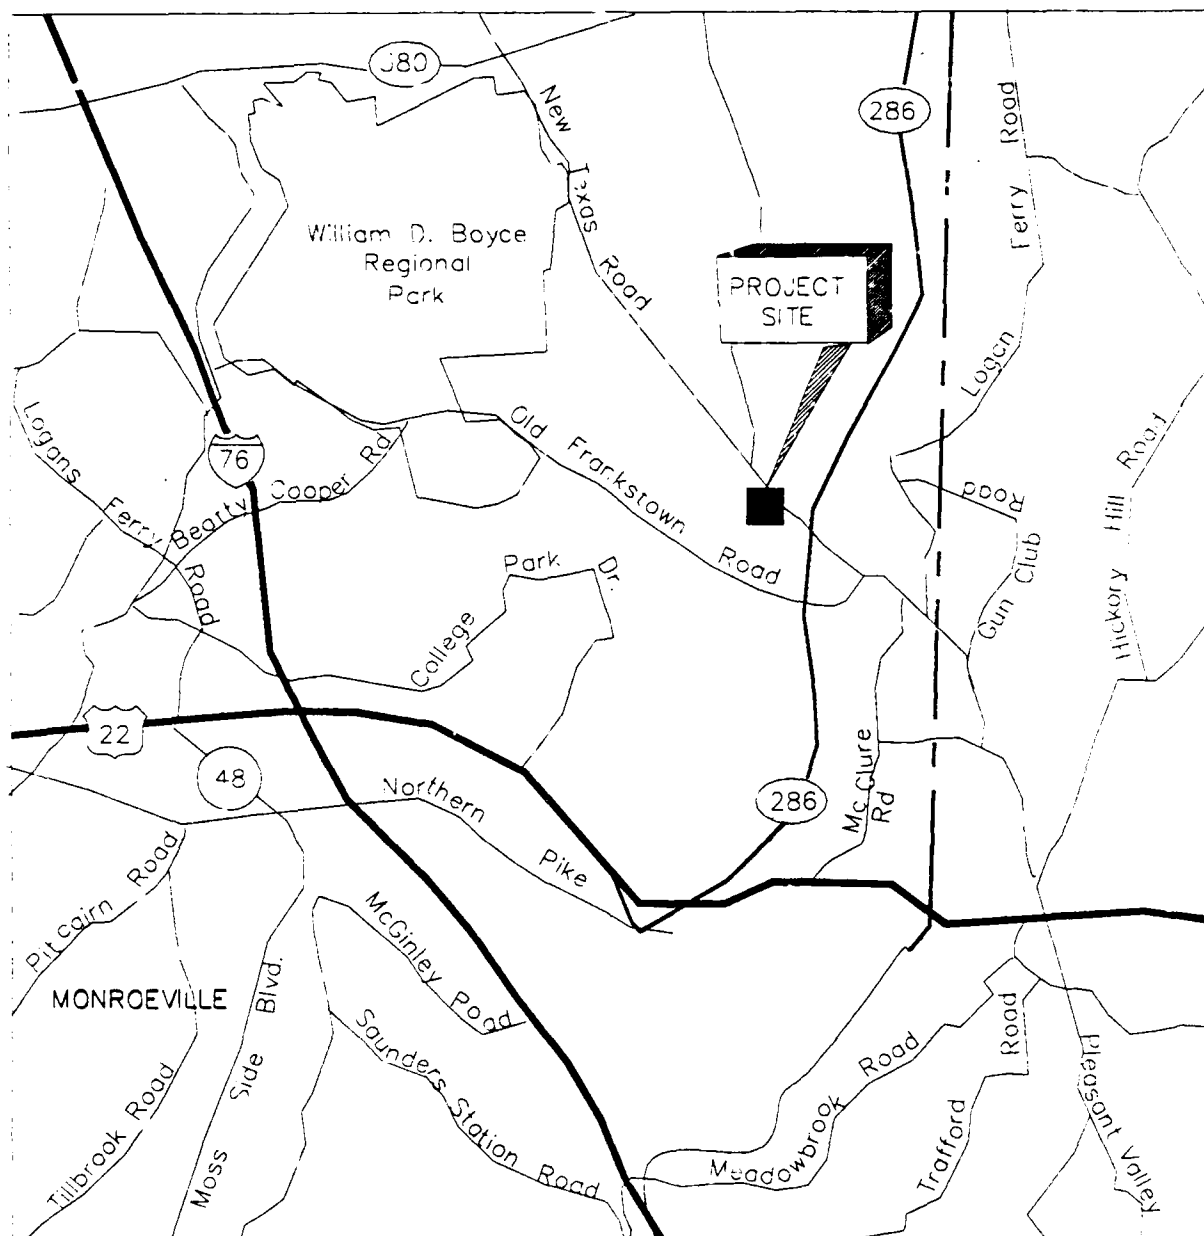 380
286
New Texas Road
Logan Ferry Road
William D. Boyce
Regional
Park
PROJECT
SITE
Logans Ferry Road
76
Beatty Cooper Rd
Old Frankstown Road
Road
Gun Club
Hickory Hill Road
College Park Dr.
22
48
Northern Pike
286
Mc Clure
Rd
Pitcairn Road
McGinley Road
MONROEVILLE
Moss Side Blvd.
Saunders Station Road
Tillbrook Road
Meadowbrook Road
Trafford Road
Pleasant Valley